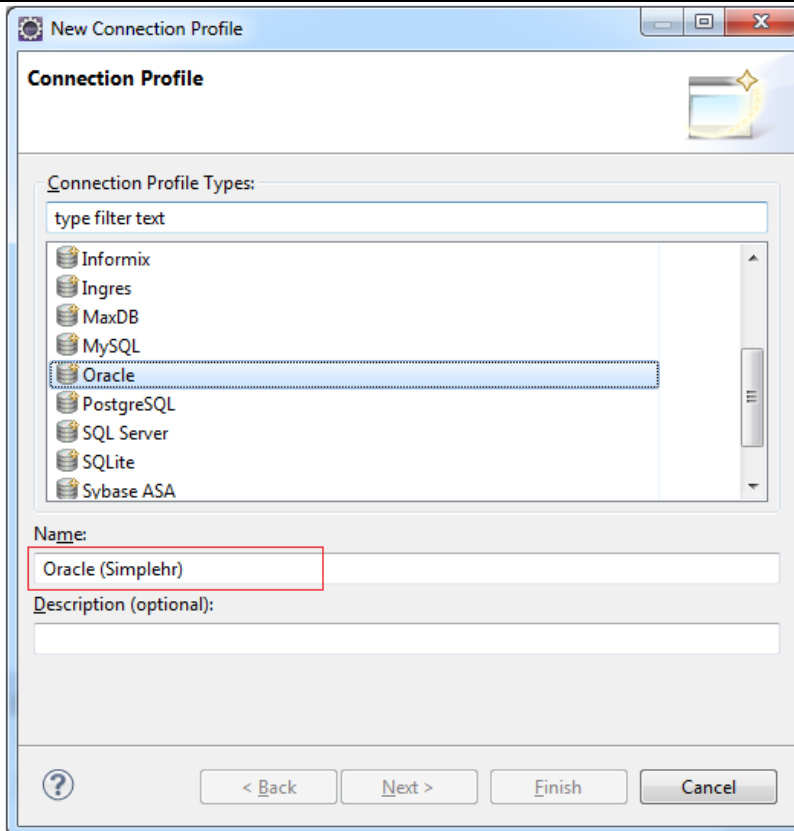 New Connection Profile
Connection Profile
Connection Profile Types:
type filter text
Informix
Ingres
MaxDB
MySQL
Oracle
PostgreSQL
SQL Server
SQLite
Sybase ASA
Name:
Oracle (Simplehr)
Description (optional):
?
< Back Next > Finish Cancel